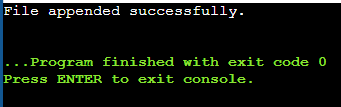 File appended successfully.
...Program finished with exit code 0
Press ENTER to exit console.